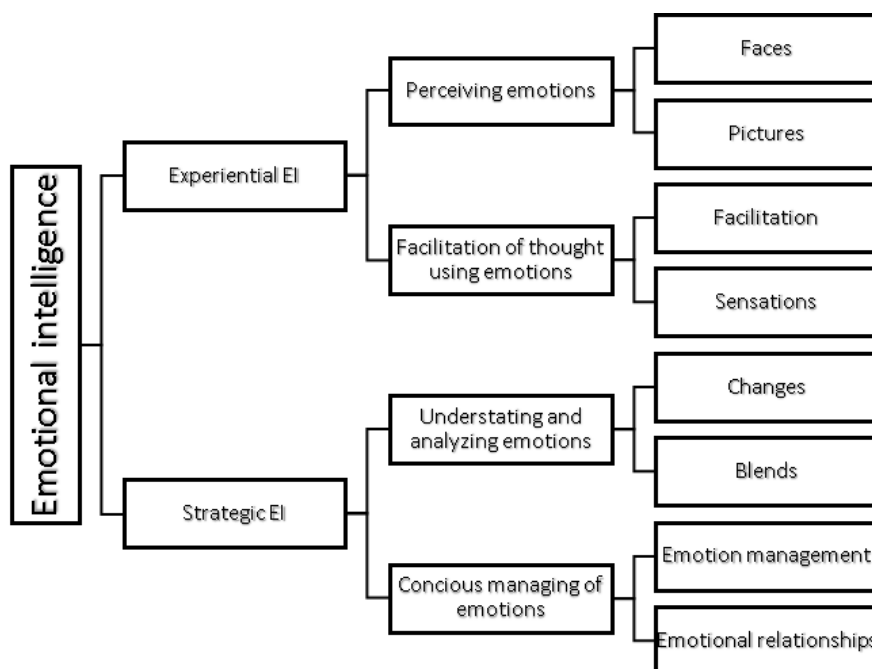 Emotional intelligence
Experiential EI
Strategic EI
Perceiving emotions
Facilitation of thought
using emotions
Understating and
analyzing emotions
Concious managing of
emotions
Faces
Pictures
Facilitation
Sensations
Changes
Blends
Emotion management
Emotional relationships